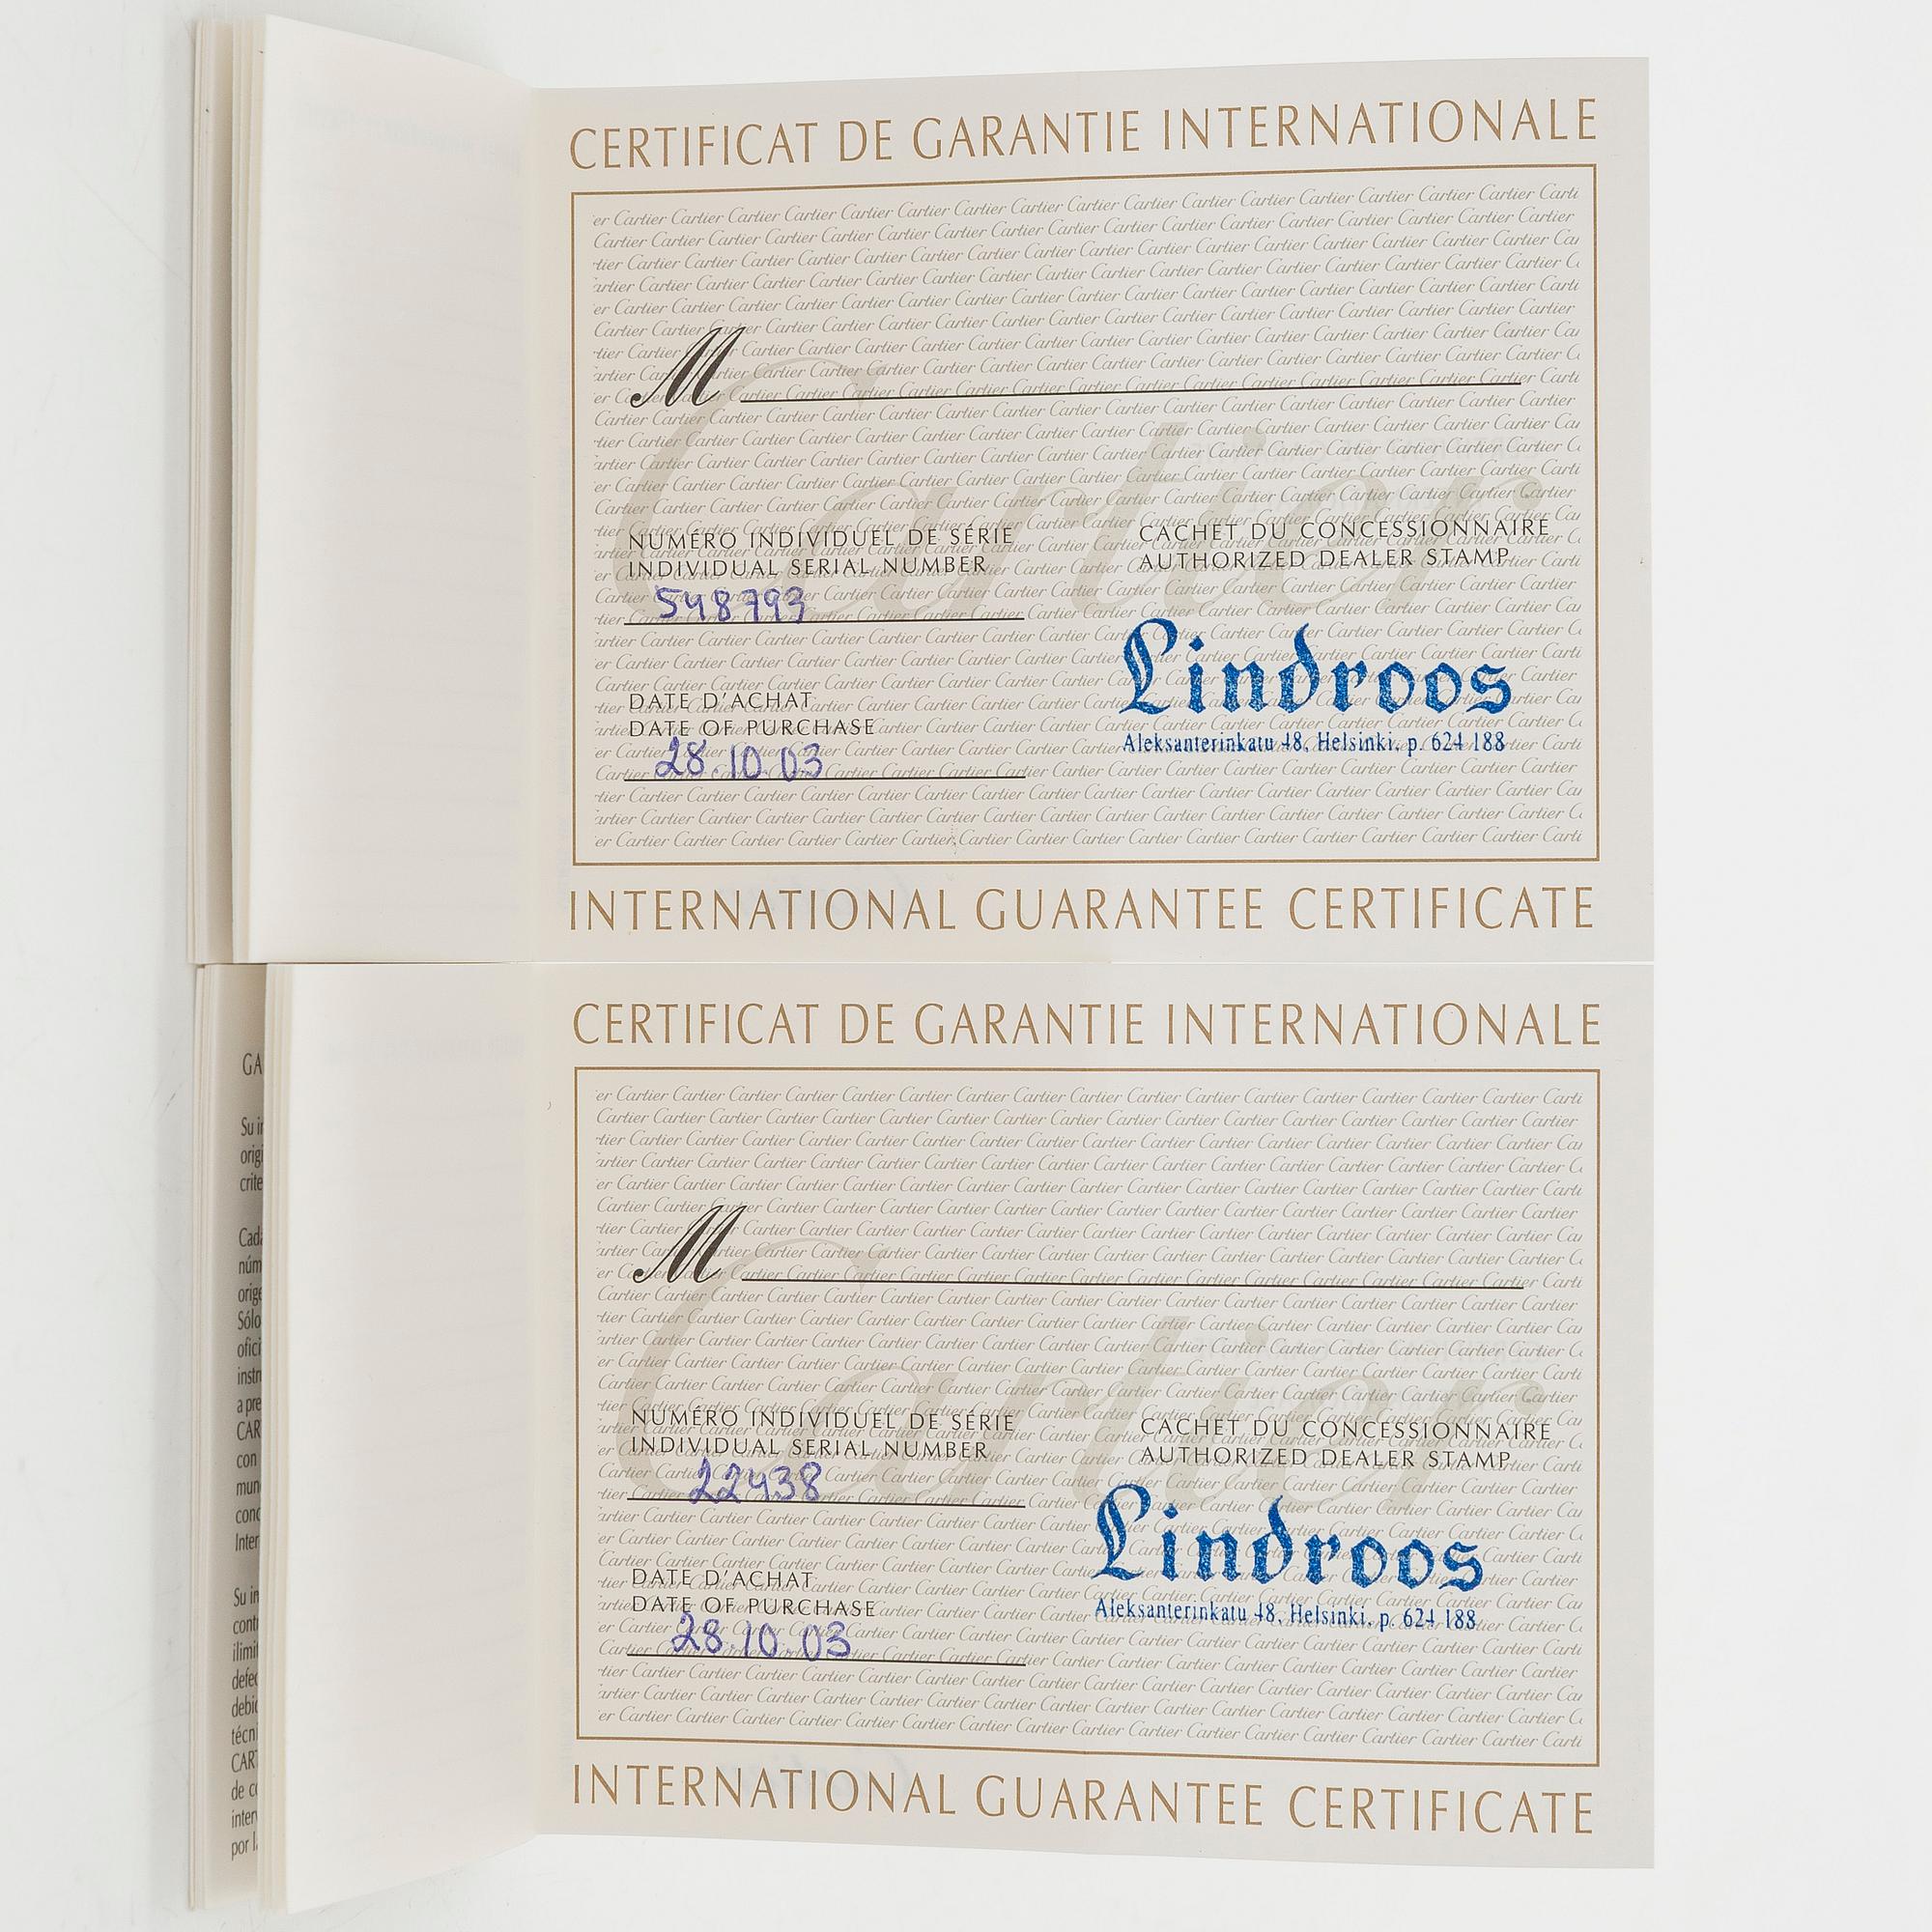 CERTIFICAT DE GARANTIE INTERNATIONALE
Cartier
M
NUMÉRO INDIVIDUEL DE SÉRIE
INDIVIDUAL SERIAL NUMBER
548793
CACHET DU CONCESSIONNAIRE
AUTHORIZED DEALER STAMP
Lindroos
Aleksanterinkatu 48, Helsinki, p. 624 188
DATE D'ACHAT
DATE OF PURCHASE
28.10.03
INTERNATIONAL GUARANTEE CERTIFICATE
CERTIFICAT DE GARANTIE INTERNATIONALE
Cartier
M
NUMÉRO INDIVIDUEL DE SÉRIE
INDIVIDUAL SERIAL NUMBER
22438
CACHET DU CONCESSIONNAIRE
AUTHORIZED DEALER STAMP
Lindroos
Aleksanterinkatu 48, Helsinki, p. 624 188
DATE D'ACHAT
DATE OF PURCHASE
28.10.03
INTERNATIONAL GUARANTEE CERTIFICATE